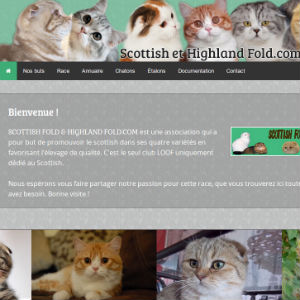 Scottish et Highland Fold.com
Nos buts Race Annuaire Chatons Étalons Documentation Contact
Bienvenue !
SCOTTISH FOLD & HIGHLAND FOLD.COM est une association qui a
pour but de promouvoir le scottish dans ses quatre variétés en
favorisant l'élevage de qualité. C'est le seul club LOOF uniquement
dédié au Scottish.
SCOTTISH FOLD
Nous espérons vous faire partager notre passion pour cette race, que vous trouverez ici toute
avez besoin. Bonne visite !